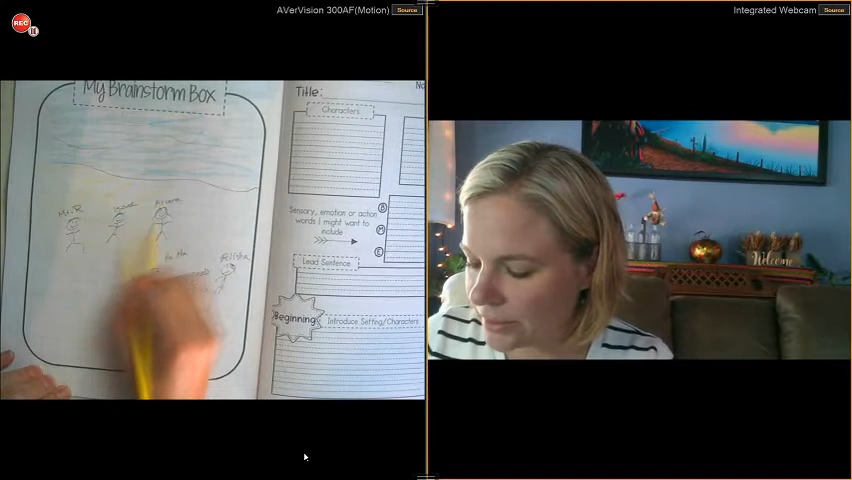 AVerVision 300AF(Motion)
Source
Integrated Webcam
Source
REC
My Brainstorm Box
Mrs. R
Title:
Characters
Sensory, emotion or action
words I might want to
include
B
M
E
Lead Sentence
Beginning
Introduce Setting/Characters
Welcome